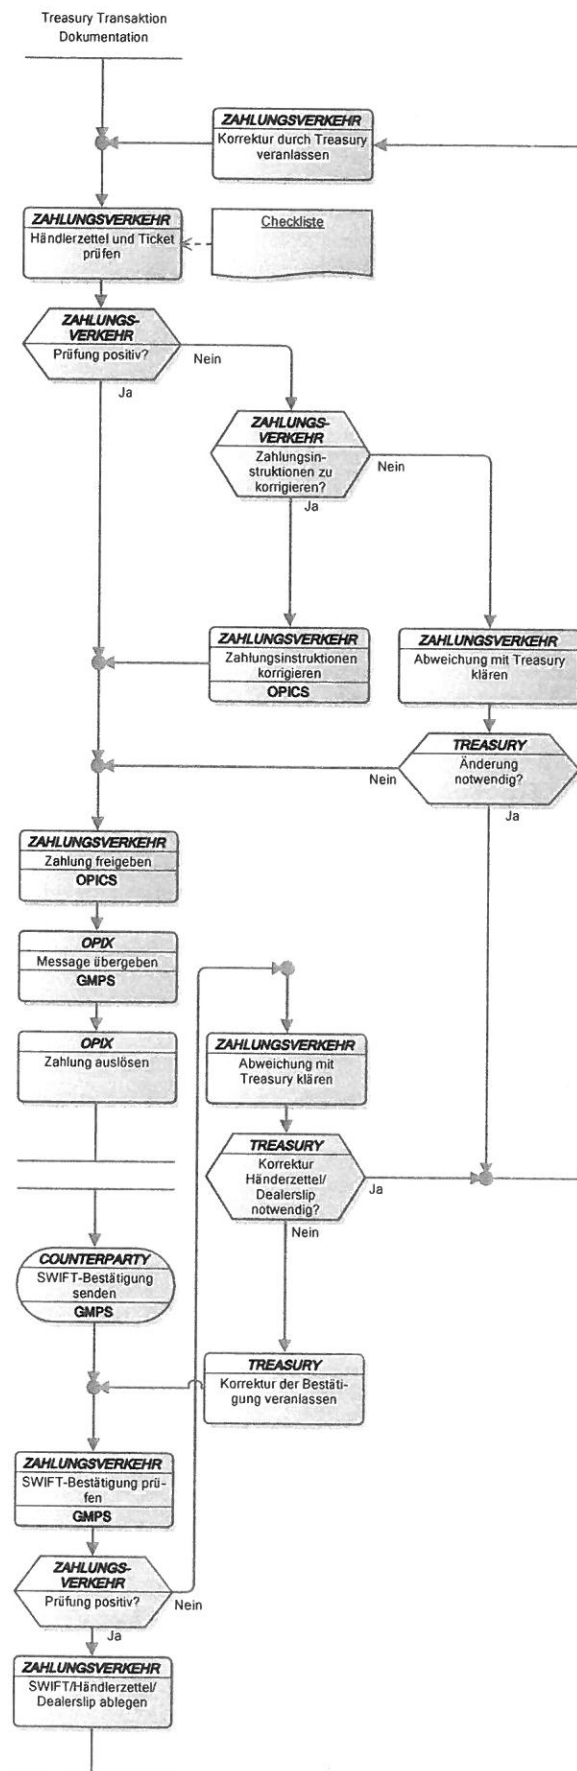 Treasury Transaktion
Dokumentation
ZAHLUNGSVERKEHR
Korrektur durch Treasury
veranlassen
ZAHLUNGSVERKEHR
Händlerzettel und Ticket
prüfen
Checkliste
ZAHLUNGS-
VERKEHR
Prüfung positiv?
Nein
Ja
ZAHLUNGS-
VERKEHR
Zahlungsin-
struktionen zu
korrigieren?
Nein
Ja
ZAHLUNGSVERKEHR
Zahlungsinstruktionen
korrigieren
OPICS
ZAHLUNGSVERKEHR
Abweichung mit Treasury
klären
TREASURY
Änderung
notwendig?
Nein
Ja
ZAHLUNGSVERKEHR
Zahlung freigeben
OPICS
OPIX
Message übergeben
GMPS
OPIX
Zahlung auslösen
ZAHLUNGSVERKEHR
Abweichung mit
Treasury klären
TREASURY
Korrektur
Händerzettel/
Dealerslip
notwendig?
Ja
Nein
COUNTERPARTY
SWIFT-Bestätigung
senden
GMPS
TREASURY
Korrektur der Bestäti-
gung veranlassen
ZAHLUNGSVERKEHR
SWIFT-Bestätigung prü-
fen
GMPS
ZAHLUNGS-
VERKEHR
Prüfung positiv?
Nein
Ja
ZAHLUNGSVERKEHR
SWIFT/Händlerzettel/
Dealerslip ablegen